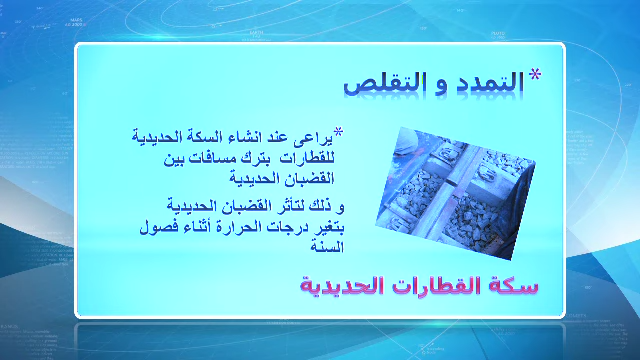 *التمدد و التقلص
*يراعى عند انشاء السكة الحديدية
للقطارات بترك مسافات بين
القضبان الحديدية
و ذلك لتأثر القضبان الحديدية
بتغير درجات الحرارة أثناء فصول
السنة
سكة القطارات الحديدية